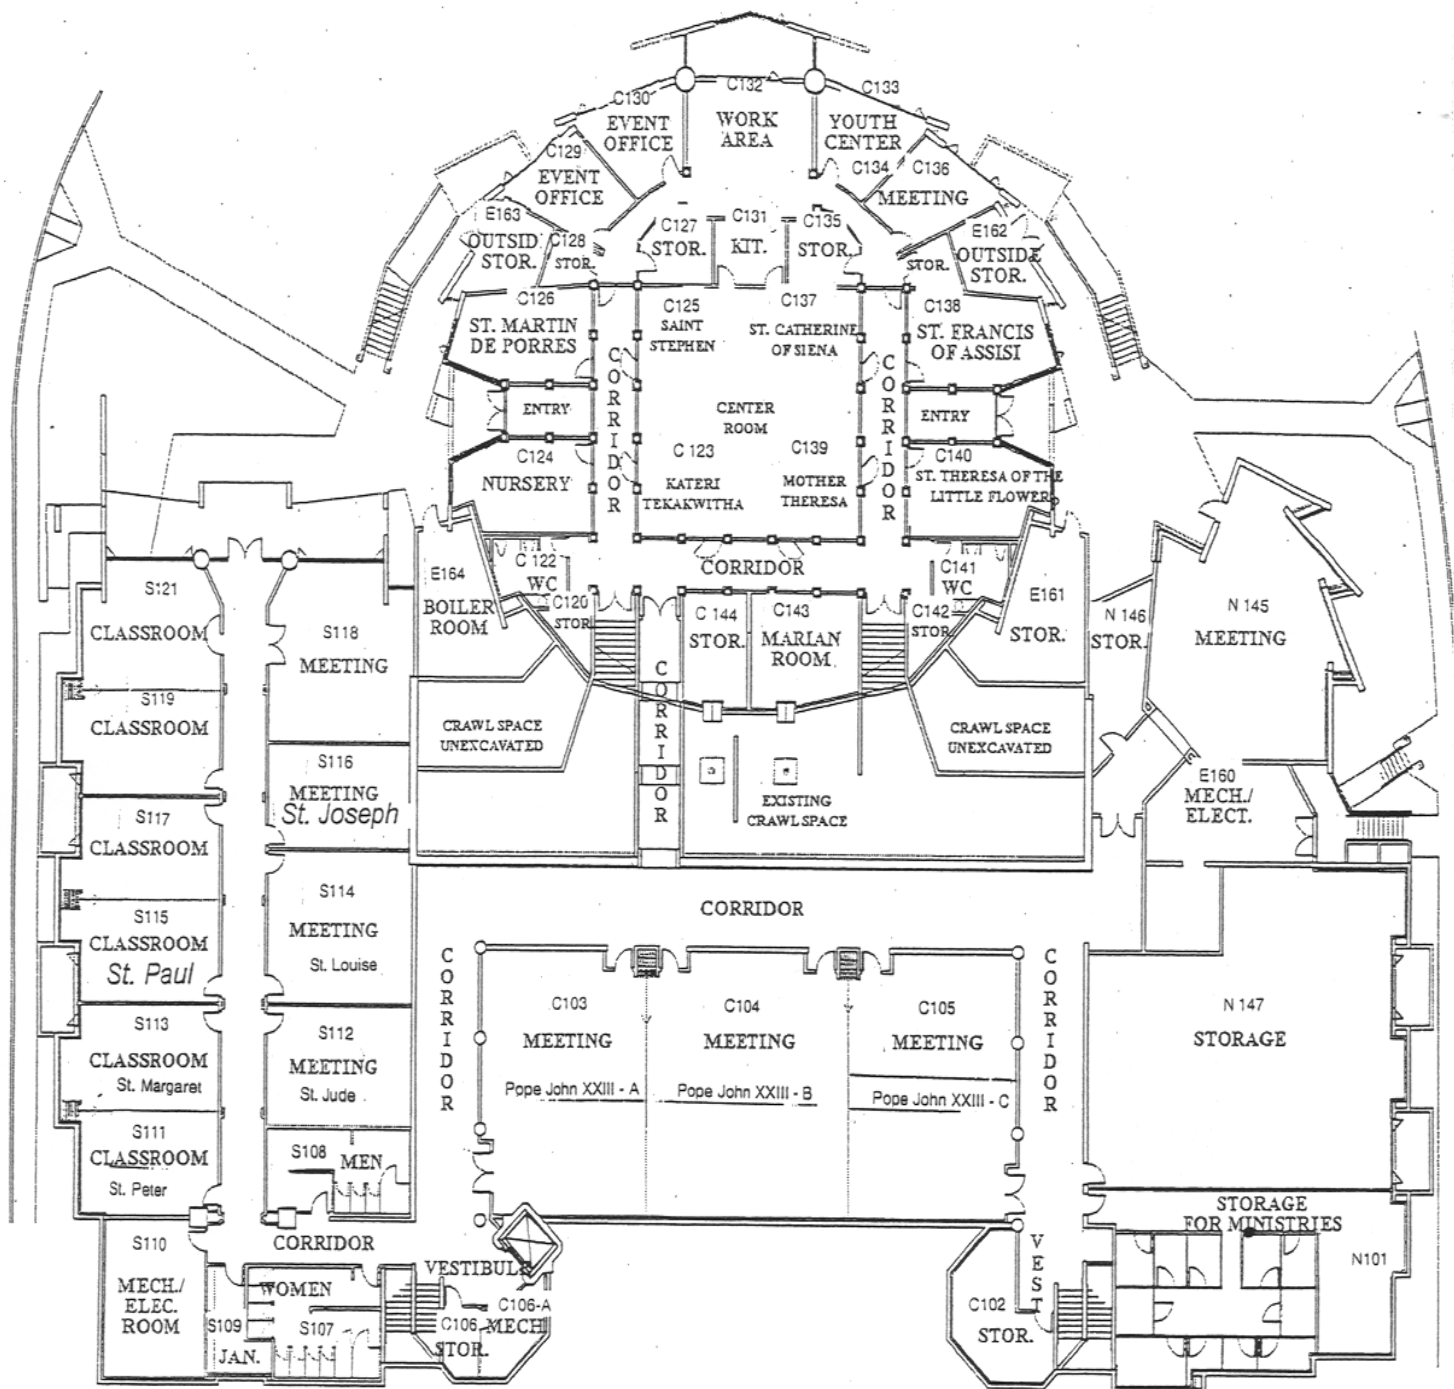 C130
C132
C133
EVENT
OFFICE
WORK
AREA
YOUTH
CENTER
C129
EVENT
OFFICE
C134
C136
MEETING
E163
OUTSID
STOR.
C128
STOR.
C127
STOR.
C131
KIT.
C135
STOR.
STOR.
E162
OUTSIDE
STOR.
C126
ST. MARTIN
DE PORRES
C125
SAINT
STEPHEN
C137
ST. CATHERINE
OF SIENA
C138
ST. FRANCIS
OF ASSISI
CORRIDOR
CORRIDOR
ENTRY
CENTER
ROOM
ENTRY
C124
NURSERY
C 123
KATERI
TEKAKWITHA
C139
MOTHER
THERESA
C140
ST. THERESA OF THE
LITTLE FLOWER
E164
BOILER
ROOM
C 122
WC
C120
STOR.
CORRIDOR
C141
WC
C142
STOR.
E161
STOR.
C 144
STOR.
C143
MARIAN
ROOM
N 146
STOR.
N 145
MEETING
S121
CLASSROOM
S118
MEETING
S119
CLASSROOM
CORRIDOR
CRAWL SPACE
UNEXCAVATED
CRAWL SPACE
UNEXCAVATED
S116
MEETING
St. Joseph
EXISTING
CRAWL SPACE
E160
MECH./
ELECT.
S117
CLASSROOM
S114
MEETING
St. Louise
CORRIDOR
S115
CLASSROOM
St. Paul
CORRIDOR
CORRIDOR
S113
CLASSROOM
St. Margaret
S112
MEETING
St. Jude
C103
MEETING
Pope John XXIII - A
C104
MEETING
Pope John XXIII - B
C105
MEETING
Pope John XXIII - C
N 147
STORAGE
S111
CLASSROOM
St. Peter
S108
MEN
STORAGE
FOR MINISTRIES
N101
S110
MECH./
ELEC.
ROOM
CORRIDOR
VESTIBUL
WOMEN
S109
JAN.
S107
C106
STOR.
C106-A
MECH
VEST
C102
STOR.